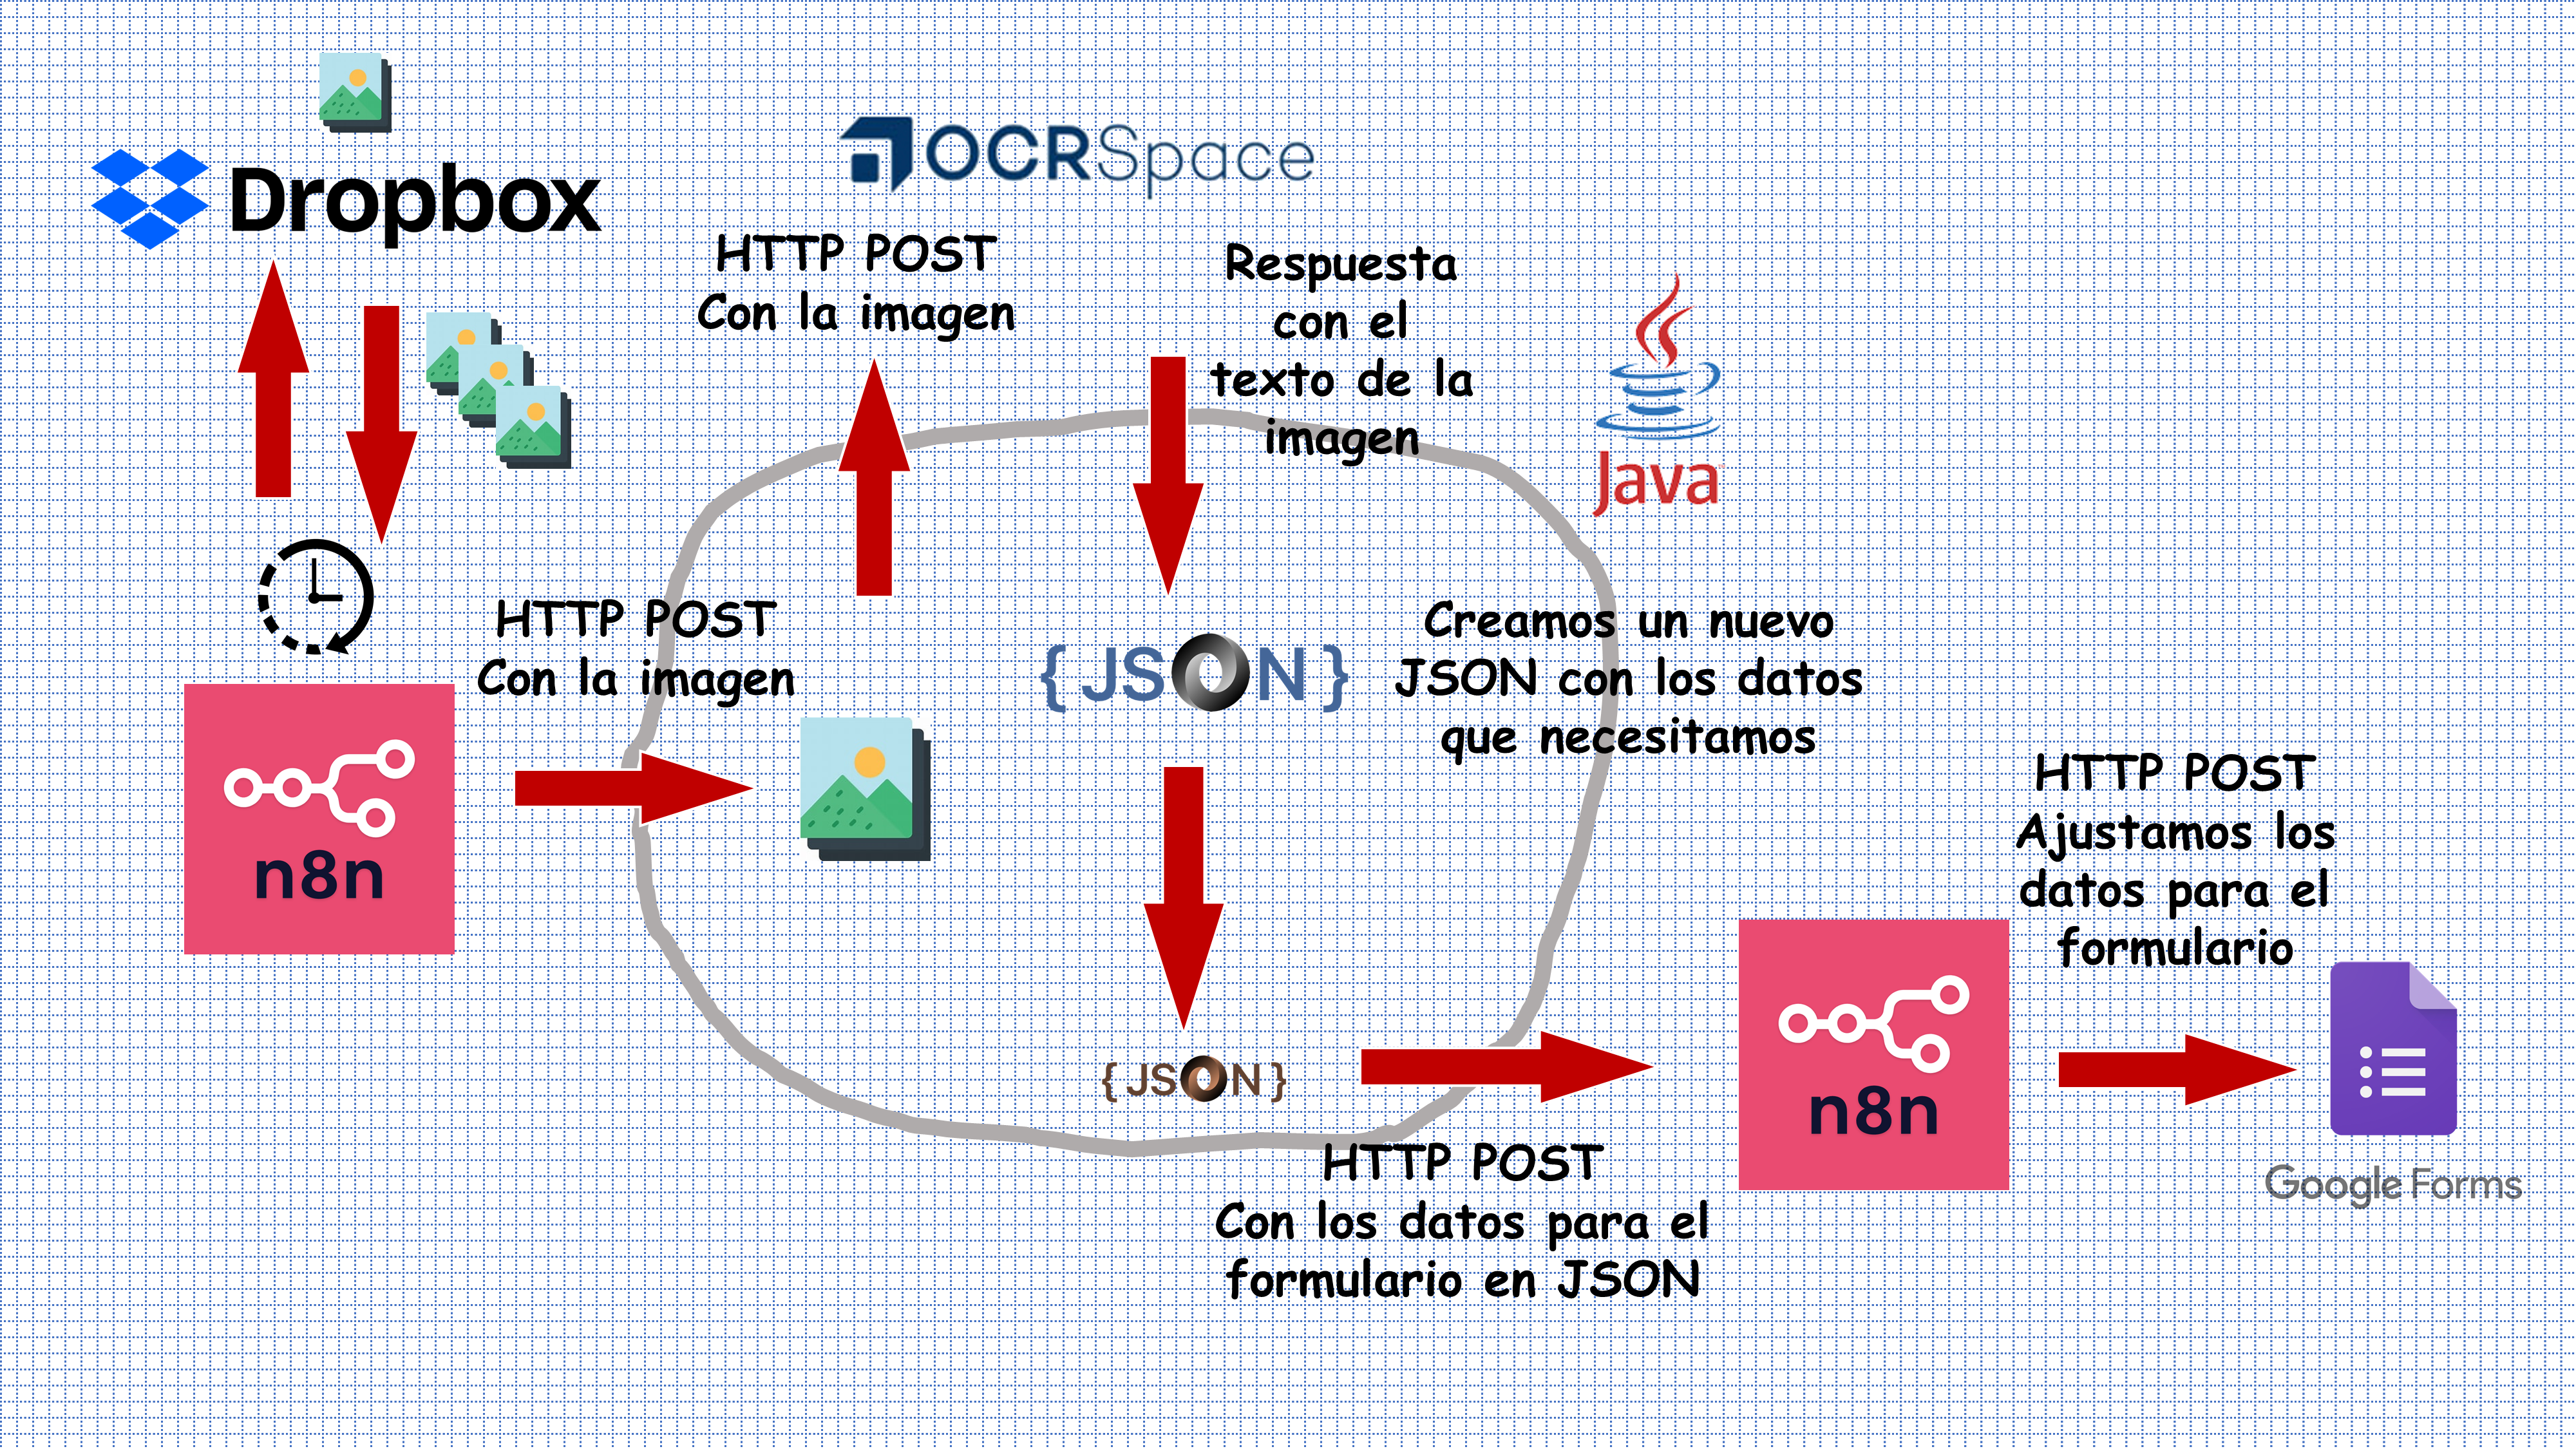 Dropbox
OCRSpace
HTTP POST
Con la imagen
Respuesta
con el
texto de la
imagen
Java
HTTP POST
Con la imagen
{JSON}
Creamos un nuevo
JSON con los datos
que necesitamos
n8n
HTTP POST
Ajustamos los
datos para el
formulario
{JSON}
n8n
Google Forms
HTTP POST
Con los datos para el
formulario en JSON